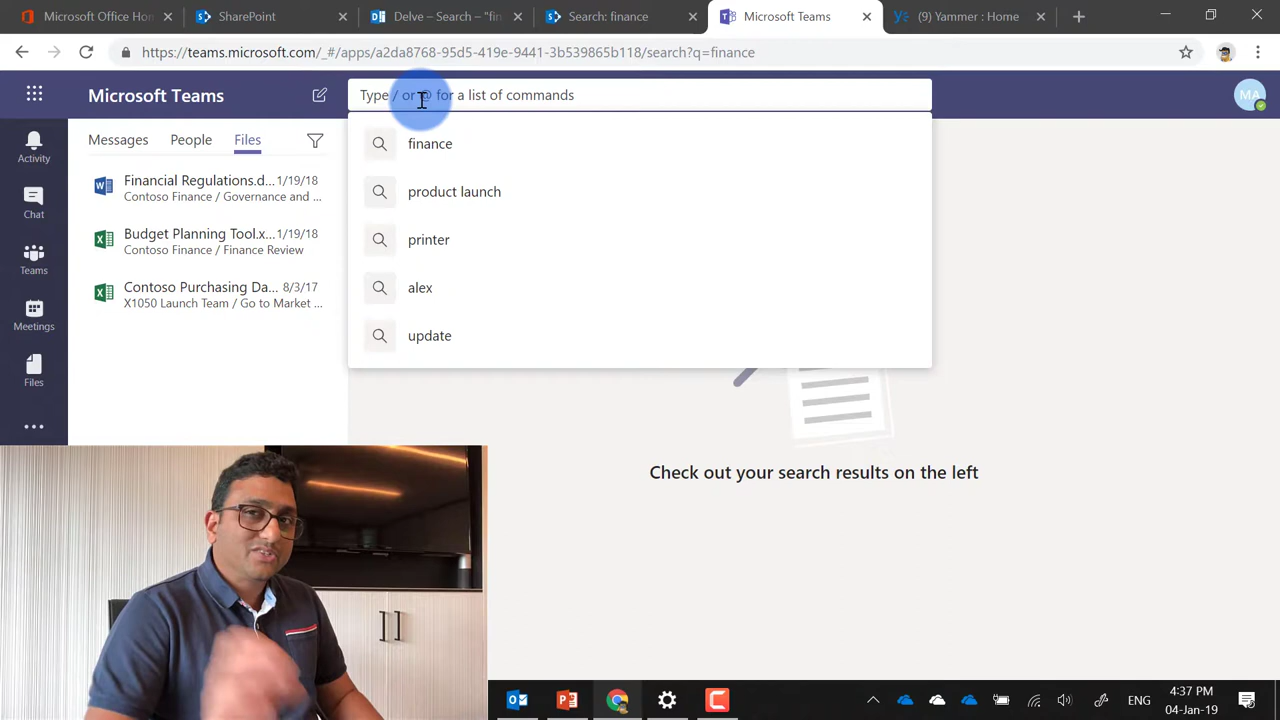 Microsoft Office Hom
SharePoint
Delve – Search – "fin
Search: finance
Microsoft Teams
(9) Yammer : Home
https://teams.microsoft.com/_#/apps/a2da8768-95d5-419e-9441-3b539865b118/search?q=finance
Microsoft Teams
Type / or @ for a list of commands
MA
Messages
People
Files
finance
product launch
printer
alex
update
Activity
Chat
Teams
Meetings
Files
Financial Regulations.d... 1/19/18
Contoso Finance / Governance and ...
Budget Planning Tool.x... 1/19/18
Contoso Finance / Finance Review
Contoso Purchasing Da... 8/3/17
X1050 Launch Team / Go to Market ...
Check out your search results on the left
ENG
4:37 PM
04-Jan-19